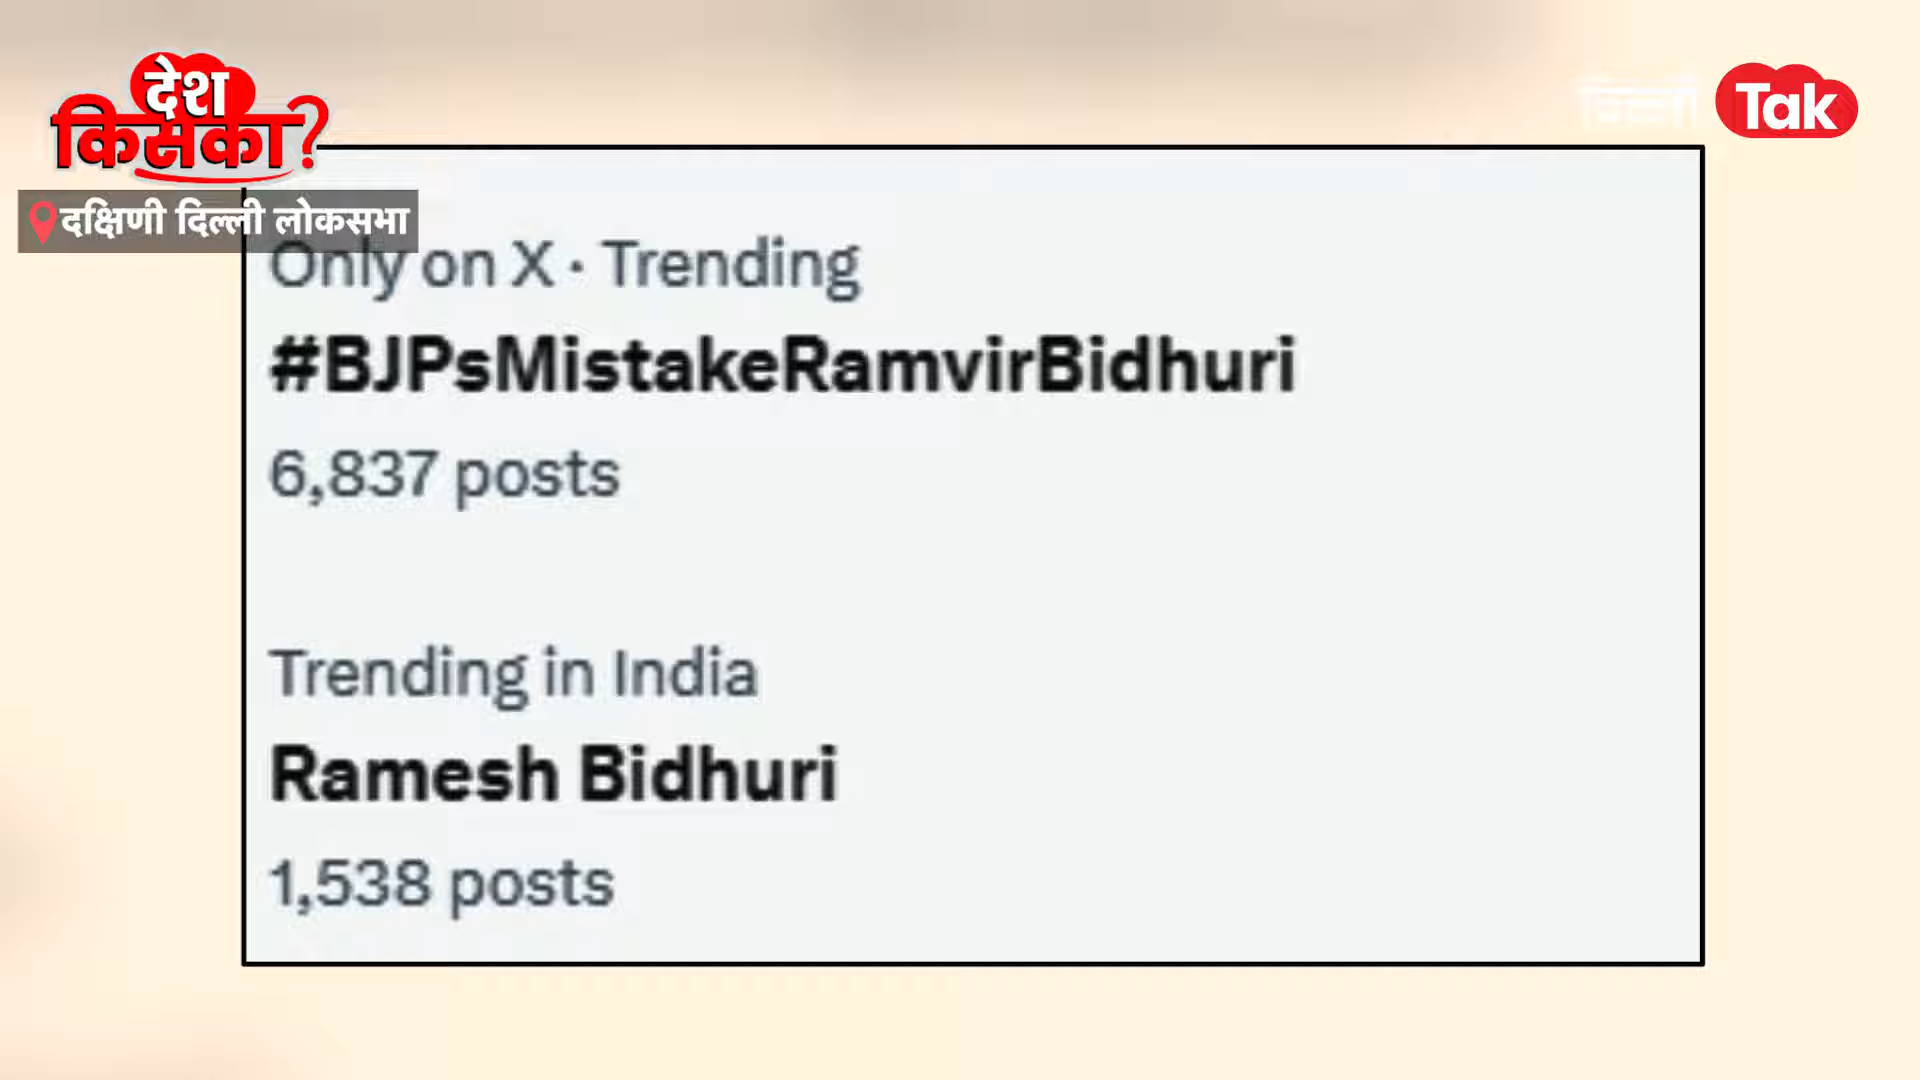 देश
किसका?
दक्षिणी दिल्ली लोकसभा
Tak
Only on X · Trending
#BJPsMistakeRamvirBidhuri
6,837 posts
Trending in India
Ramesh Bidhuri
1,538 posts